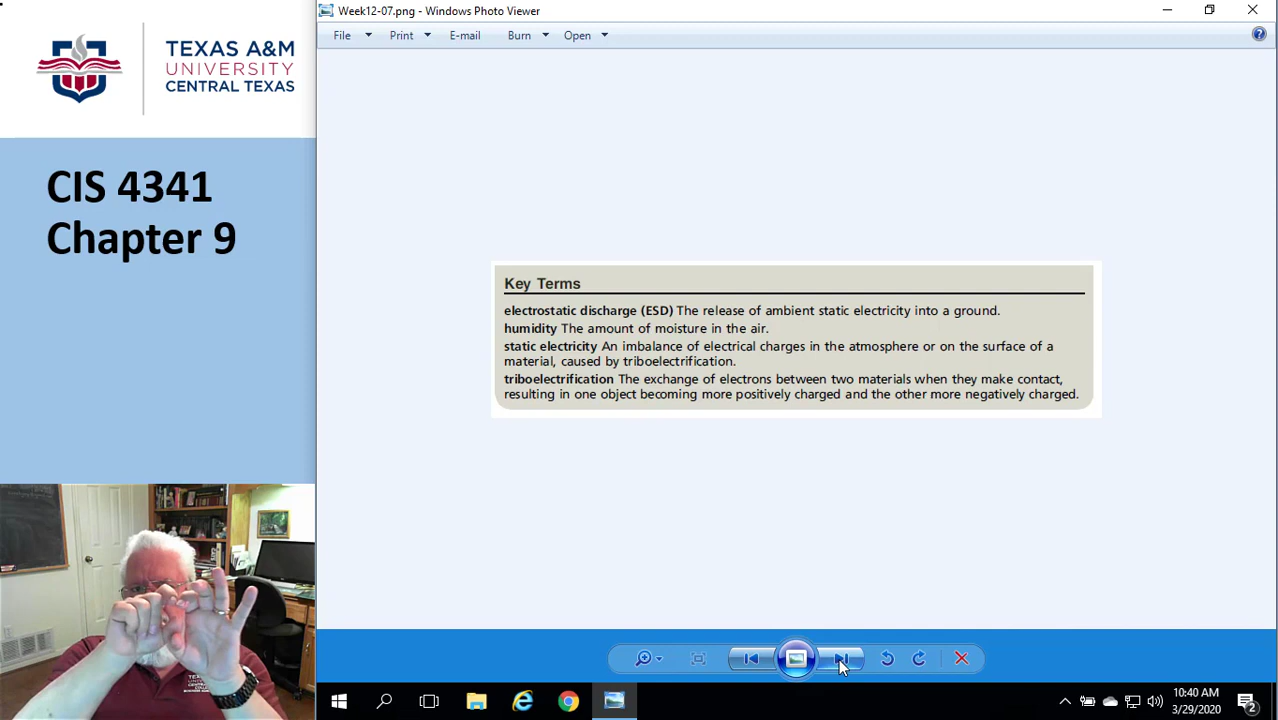 Week12-07.png - Windows Photo Viewer
File Print E-mail Burn Open
TEXAS A&M
UNIVERSITY
CENTRAL TEXAS
CIS 4341
Chapter 9
Key Terms
electrostatic discharge (ESD) The release of ambient static electricity into a ground.
humidity The amount of moisture in the air.
static electricity An imbalance of electrical charges in the atmosphere or on the surface of a
material, caused by triboelectrification.
triboelectrification The exchange of electrons between two materials when they make contact,
resulting in one object becoming more positively charged and the other more negatively charged.
10:40 AM
3/29/2020
2